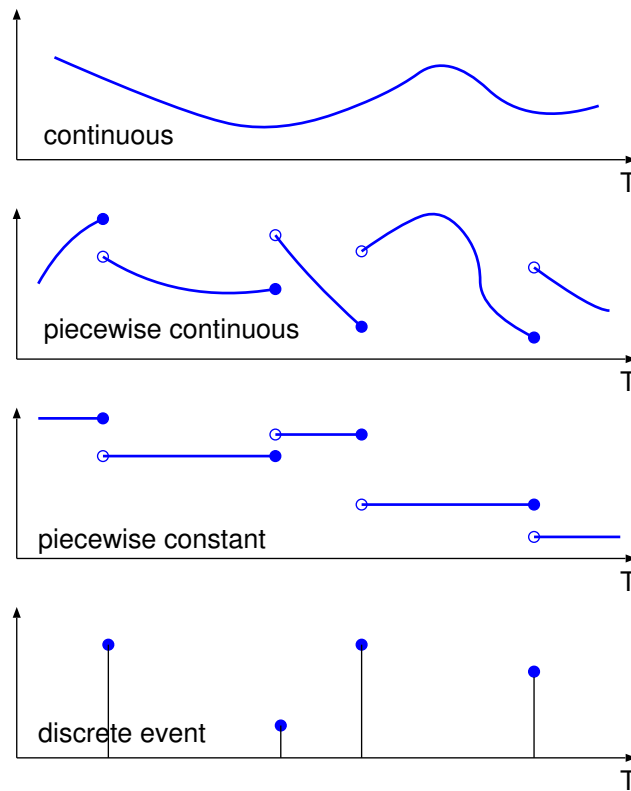 continuous
T
piecewise continuous
T
piecewise constant
T
discrete event
T